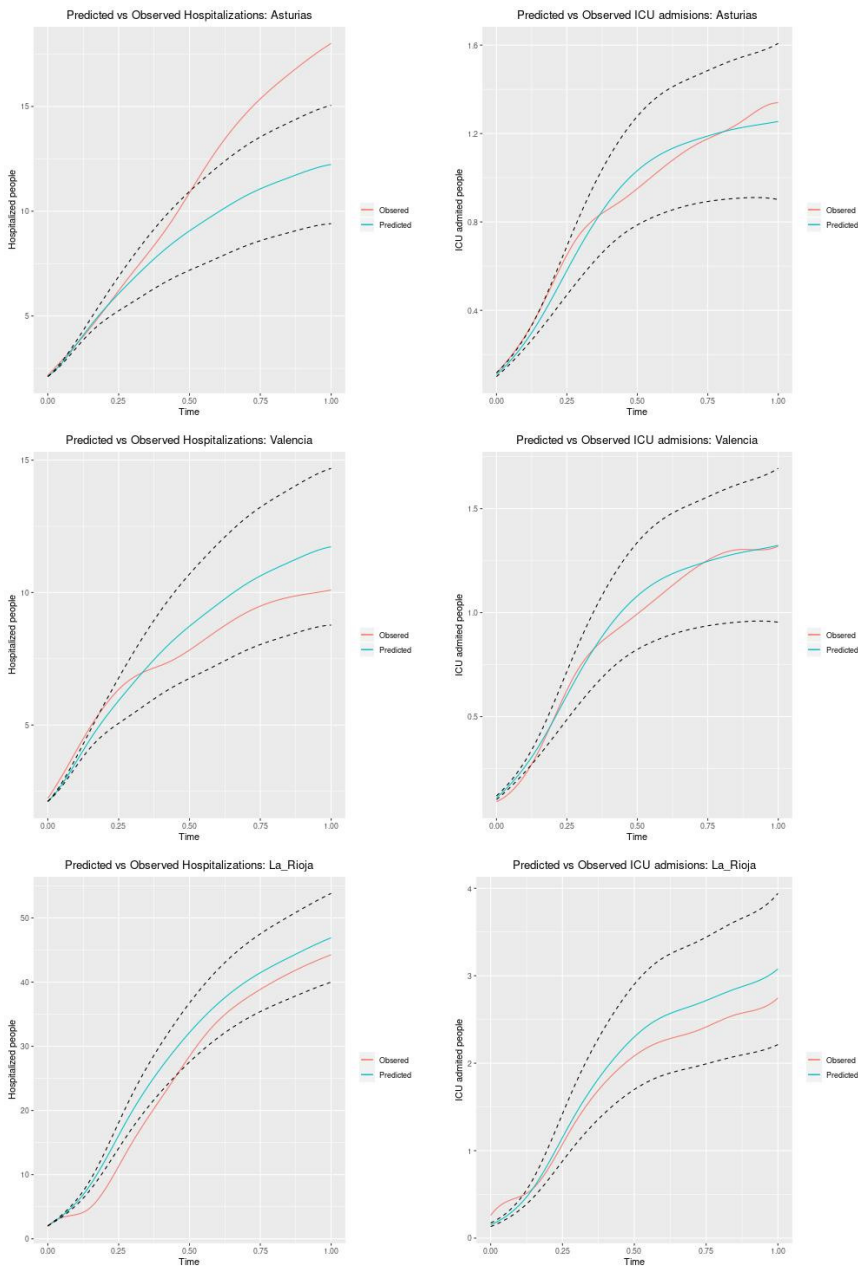 Predicted vs Observed Hospitalizations: Asturias
Hospitalized people
15
10
5
0.00 0.25 0.50 0.75 1.00
Time
Obsered
Predicted
Predicted vs Observed ICU admisions: Asturias
ICU admited people
1.6
1.2
0.8
0.4
0.00 0.25 0.50 0.75 1.00
Time
Obsered
Predicted
Predicted vs Observed Hospitalizations: Valencia
Hospitalized people
15
10
5
0.00 0.25 0.50 0.75 1.00
Time
Obsered
Predicted
Predicted vs Observed ICU admisions: Valencia
ICU admited people
1.5
1.0
0.5
0.00 0.25 0.50 0.75 1.00
Time
Obsered
Predicted
Predicted vs Observed Hospitalizations: La_Rioja
Hospitalized people
50
40
30
20
10
0
0.00 0.25 0.50 0.75 1.00
Time
Obsered
Predicted
Predicted vs Observed ICU admisions: La_Rioja
ICU admited people
4
3
2
1
0
0.00 0.25 0.50 0.75 1.00
Time
Obsered
Predicted